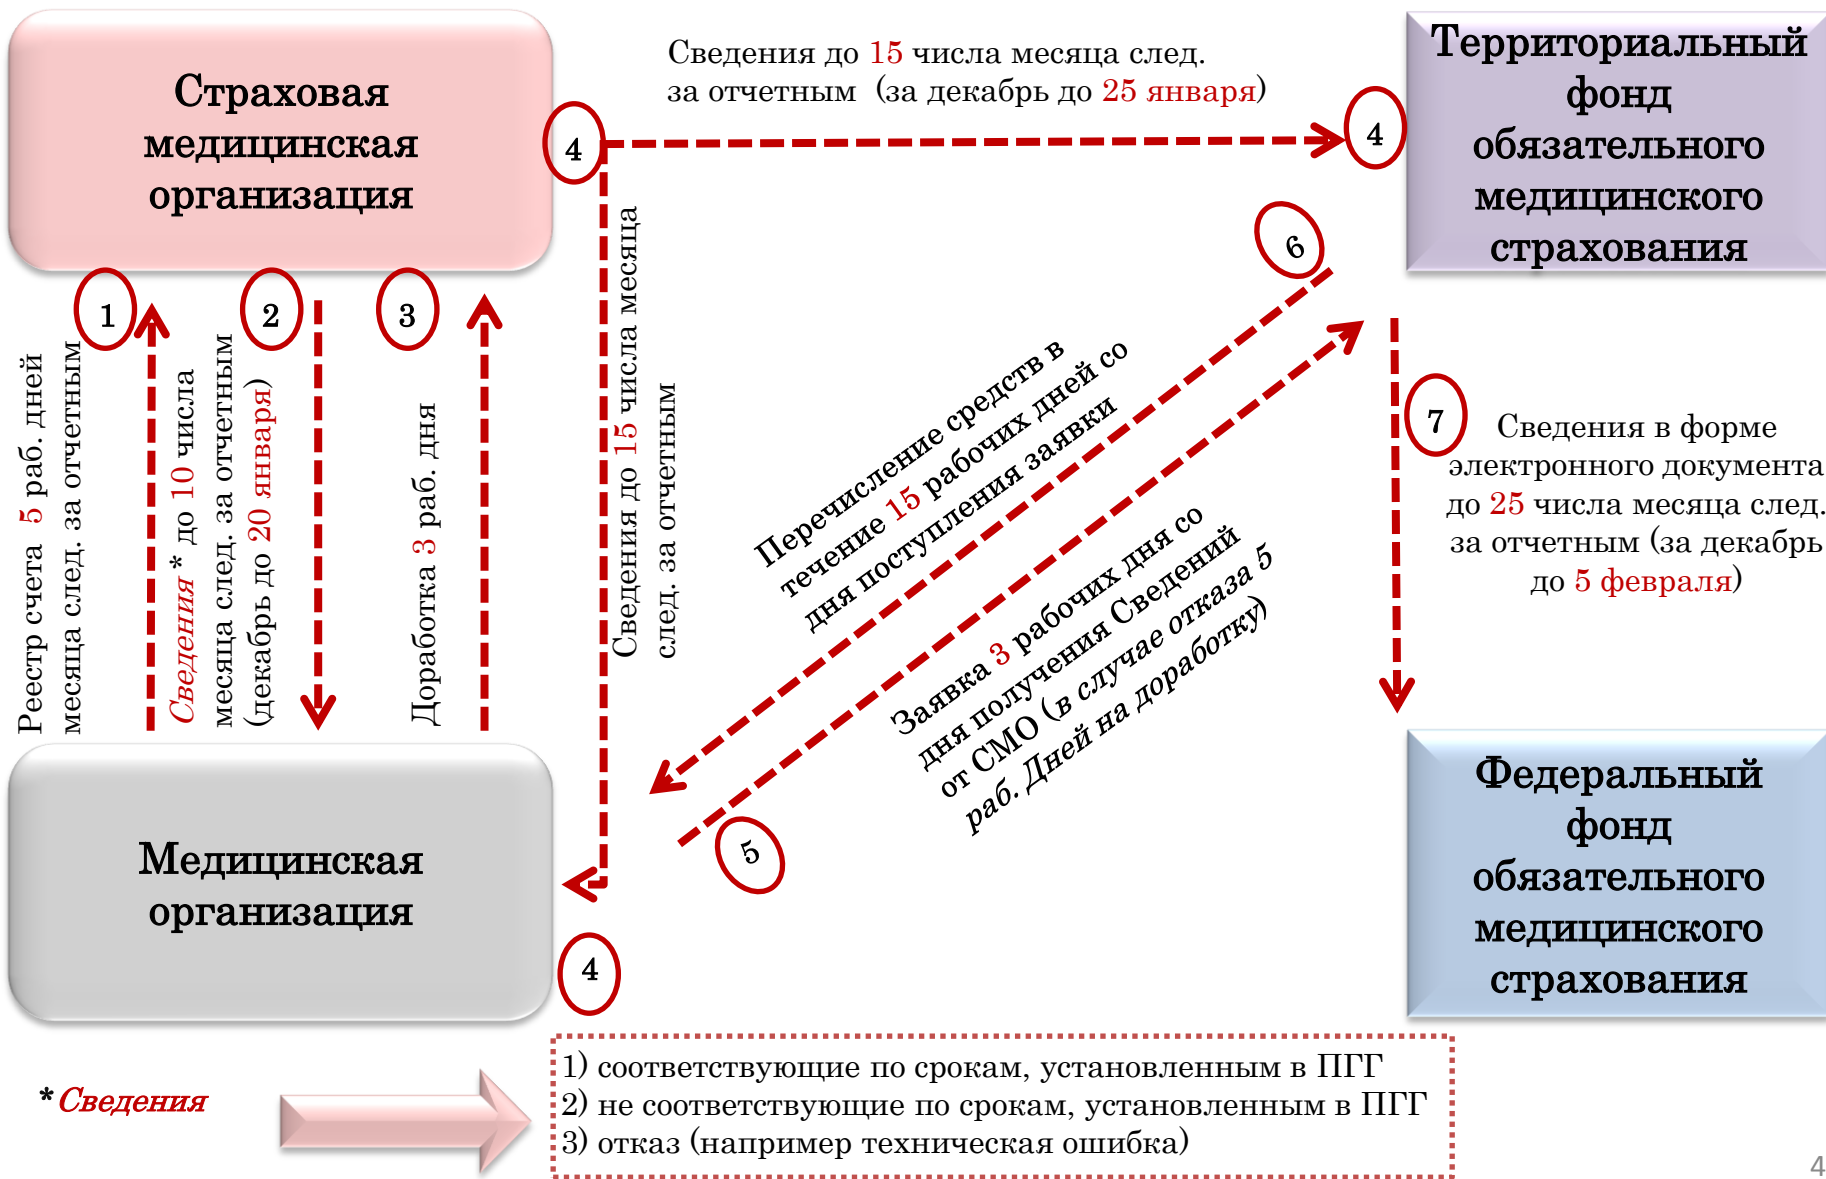 Страховая
медицинская
организация
Сведения до 15 числа месяца след.
за отчетным (за декабрь до 25 января)
Территориальный
фонд
обязательного
медицинского
страхования
4
4
1
2
3
6
Реестр счета 5 раб. дней
месяца след. за отчетным
Сведения * до 10 числа
месяца след. за отчетным
(декабрь до 20 января)
Доработка 3 раб. дня
Сведения до 15 числа месяца
след. за отчетным
Перечисление средств в
течение 15 рабочих дней со
дня поступления заявки
Заявка 3 рабочих дня со
дня получения Сведений
от СМО (в случае отказа 5
раб. Дней на доработку)
7
Сведения в форме
электронного документа
до 25 числа месяца след.
за отчетным (за декабрь
до 5 февраля)
5
Медицинская
организация
4
Федеральный
фонд
обязательного
медицинского
страхования
*Сведения
1) соответствующие по срокам, установленным в ПГГ
2) не соответствующие по срокам, установленным в ПГГ
3) отказ (например техническая ошибка)
4